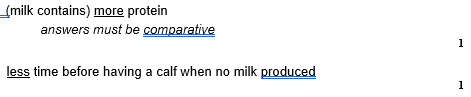 (milk contains) more protein
answers must be comparative
1
less time before having a calf when no milk produced
1